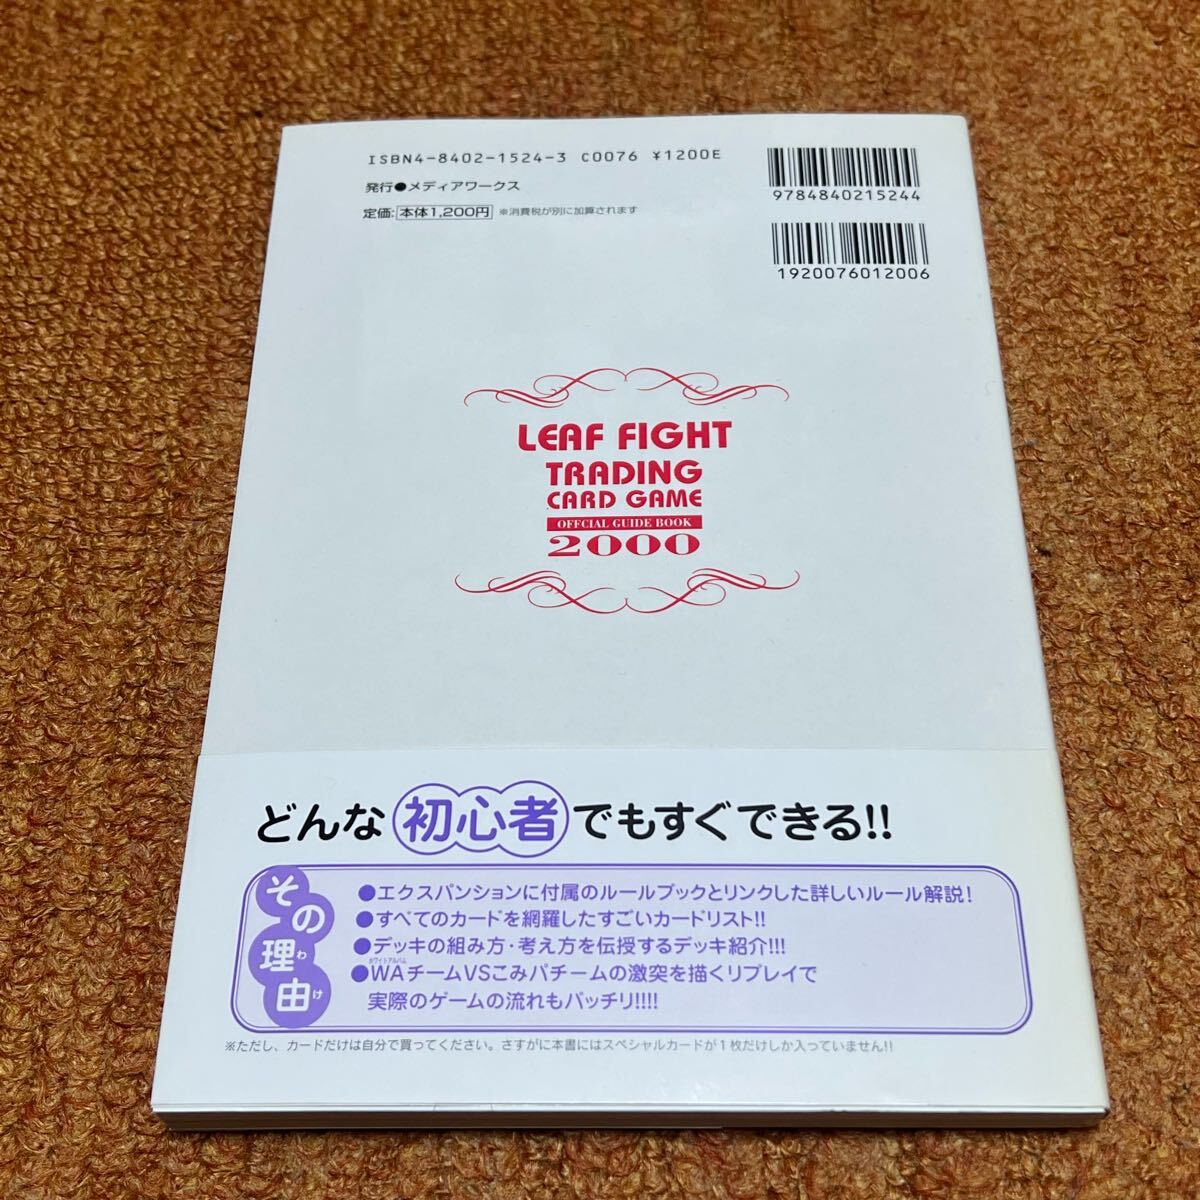 ISBN4-8402-1524-3 C0076 ¥1200E
発行●メディアワークス
定価:本体1,200円 ※消費税が別に加算されます
9784840215244
1920076012006
LEAF FIGHT
TRADING
CARD GAME
OFFCIAL GUIDE BOOK
2000
どんな初心者でもすぐできる!!
その理由
わけ
●エクスパンションに付属のルールブックとリンクした詳しいルール解説!
●すべてのカードを網羅したすごいカードリスト!!
●デッキの組み方・考え方を伝授するデッキ紹介!!!
ホワイトアルバム
●WAチームVSこみパチームの激突を描くリプレイで
実際のゲームの流れもバッチリ!!!!
※ただし、カードだけは自分で買ってください。さすがに本書にはスペシャルカードが1枚だけしか入っていません!!